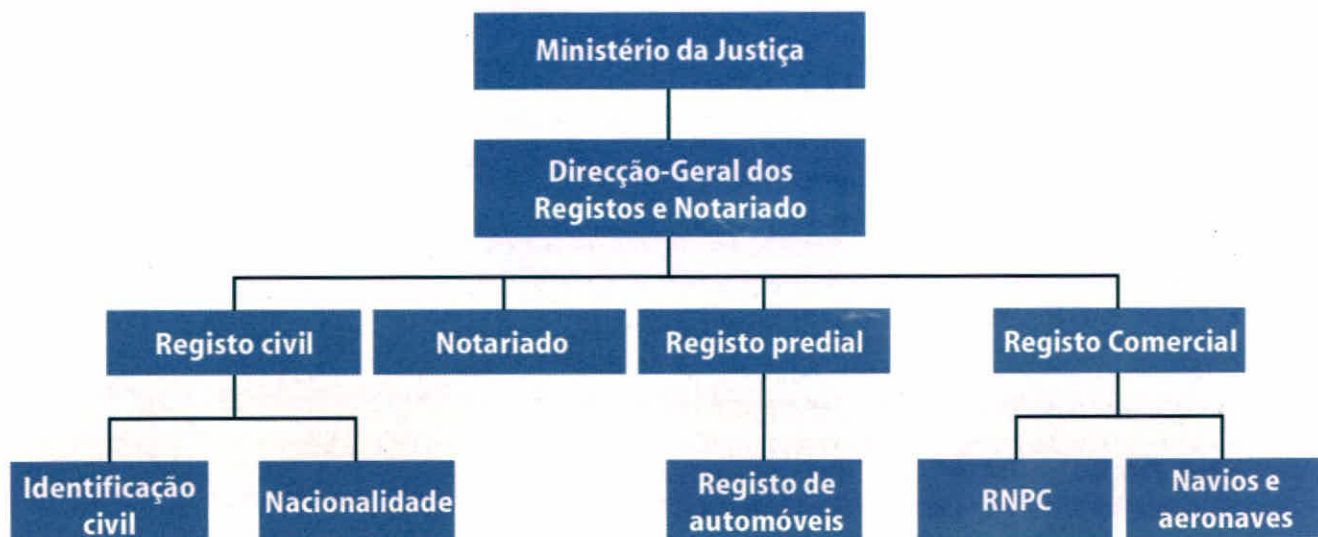 Ministério da Justiça
Direcção-Geral dos
Registos e Notariado
Registo civil
Notariado
Registo predial
Registo Comercial
Identificação
civil
Nacionalidade
Registo de
automóveis
RNPC
Navios e
aeronaves